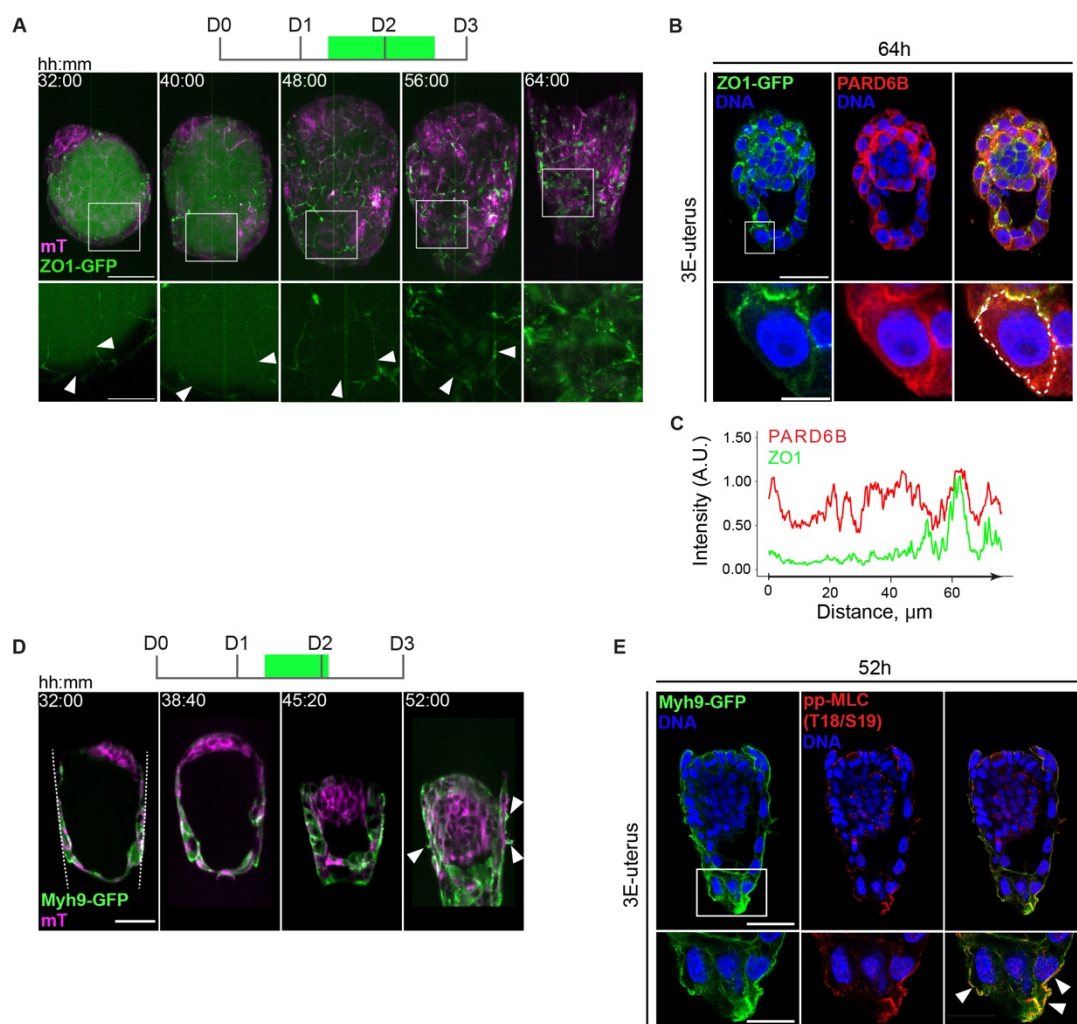 A
D0 D1 D2 D3
hh:mm
32:00 40:00 48:00 56:00 64:00
mT
ZO1-GFP
B
64h
3E-uterus
ZO1-GFP PARD6B
DNA DNA
C
PARD6B
ZO1
Intensity (A.U.)
1.50
1.00
0.50
0.00
0 20 40 60
Distance, µm
D
D0 D1 D2 D3
hh:mm
32:00 38:40 45:20 52:00
Myh9-GFP
mT
E
52h
3E-uterus
Myh9-GFP pp-MLC
DNA (T18/S19)
DNA